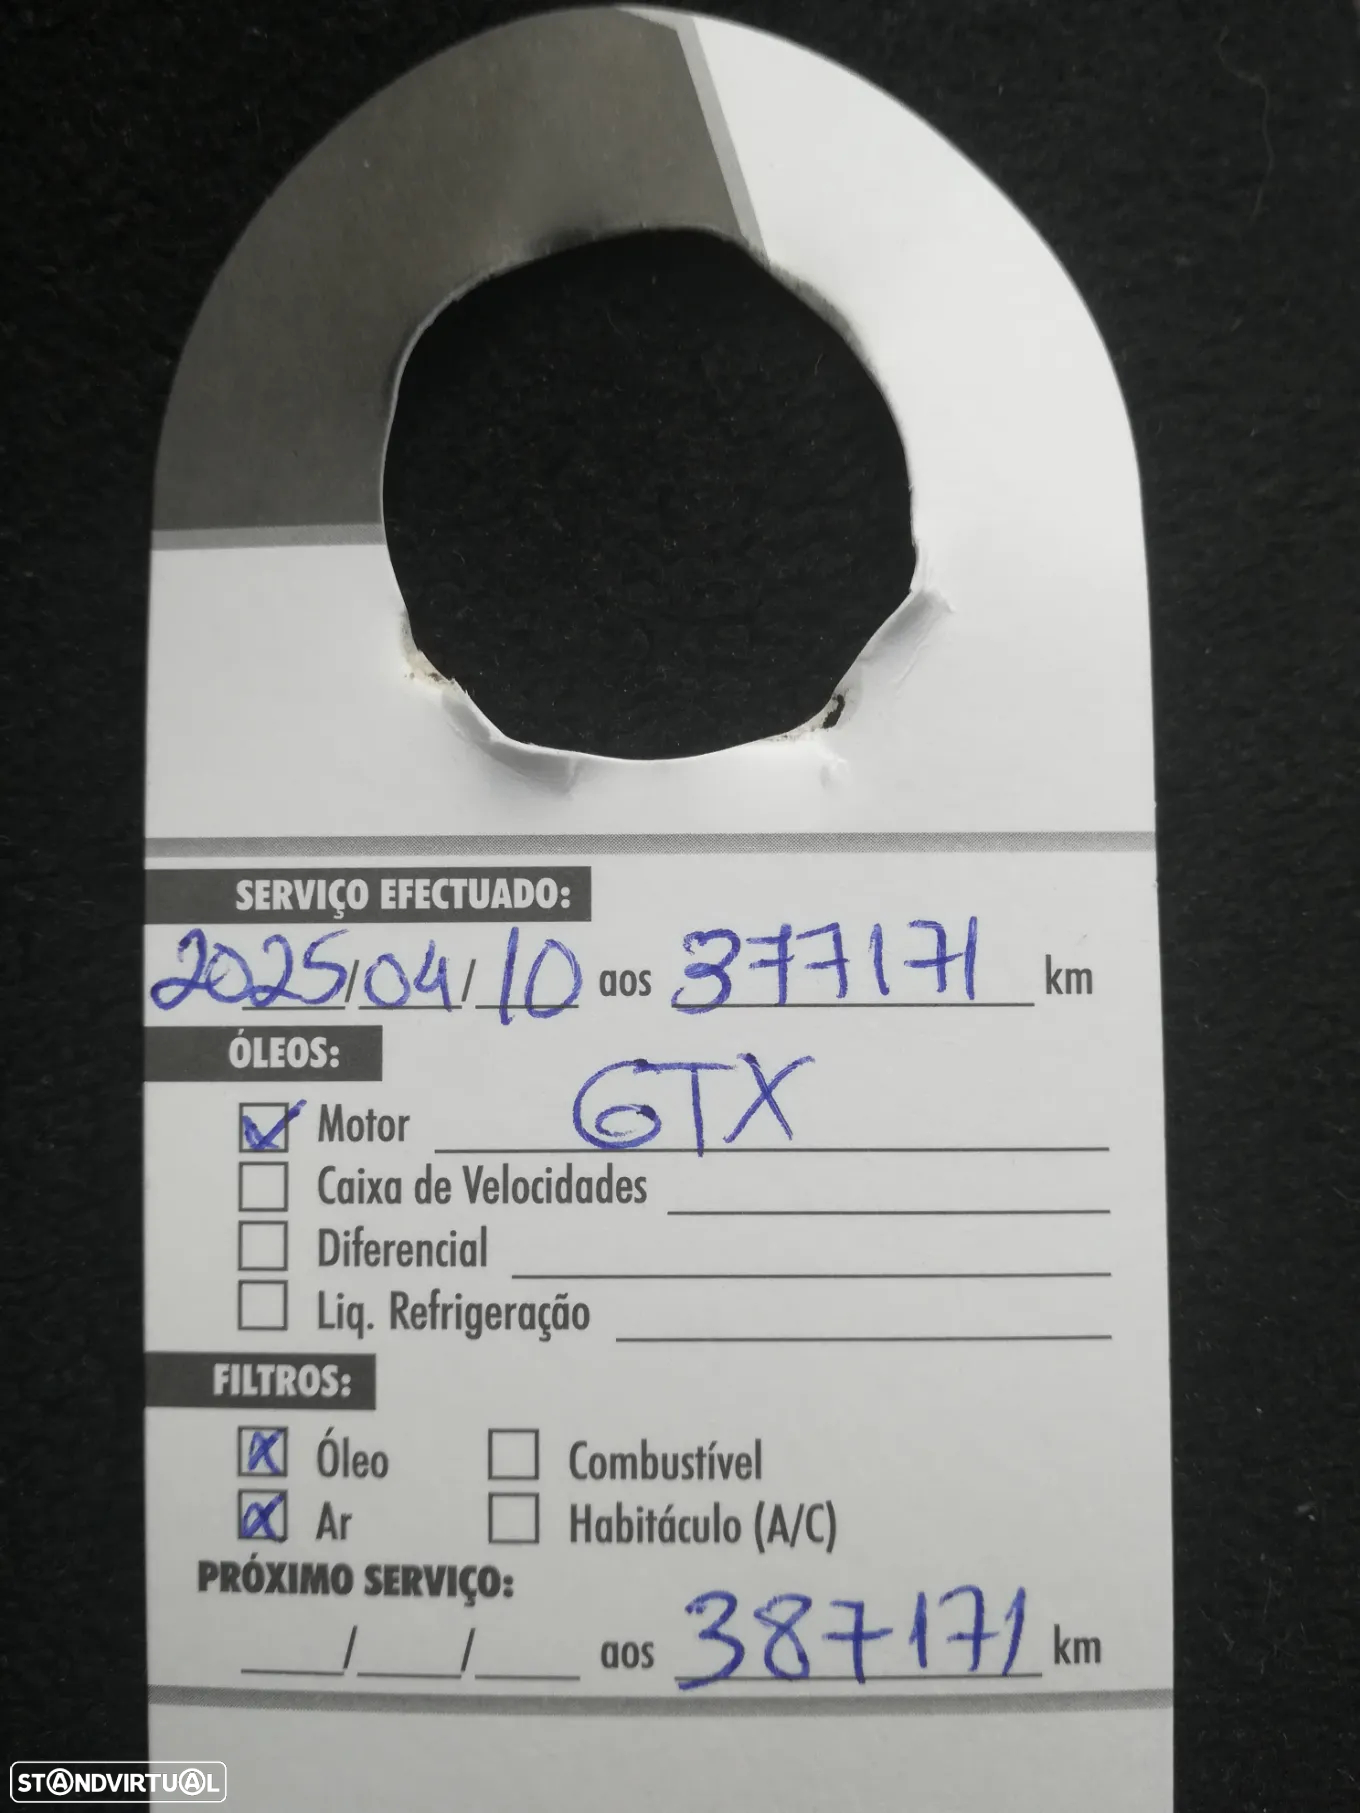 SERVIÇO EFECTUADO:
2025/04/10 aos 377171 km
ÓLEOS:
Motor GTX
Caixa de Velocidades
Diferencial
Liq. Refrigeração
FILTROS:
Óleo Combustível
Ar Habitáculo (A/C)
PRÓXIMO SERVIÇO:
/ / aos 387171 km
STANDVIRTUAL